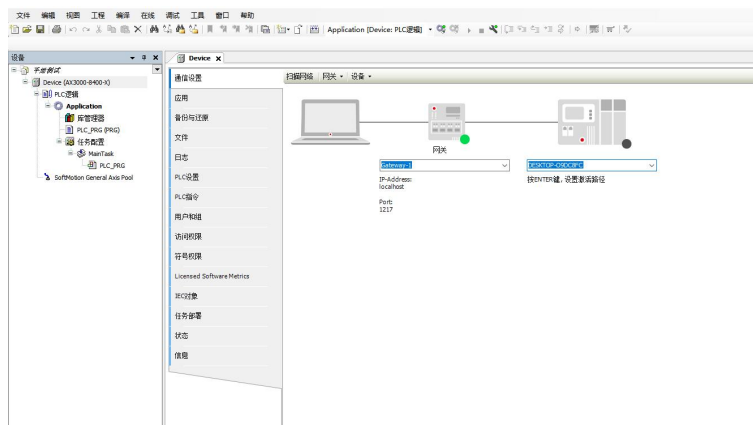 文件 编辑 视图 工程 编译 在线 调试 工具 窗口 帮助
Application [Device: PLC逻辑]
设备
Device
平台测试
Device (AX3000-8400-X)
PLC逻辑
Application
库管理器
PLC_PRG (PRG)
任务配置
MainTask
PLC_PRG
SoftMotion General Axis Pool
通信设置
应用
备份与还原
文件
日志
PLC设置
PLC指令
用户和组
访问权限
符号权限
Licensed Software Metrics
IEC对象
任务部署
状态
信息
扫描网络 网关 设备
网关
Gateway-1
IP-Address:
localhost
Port:
1217
DESKTOP-O9DC8PC
按ENTER键, 设置激活路径